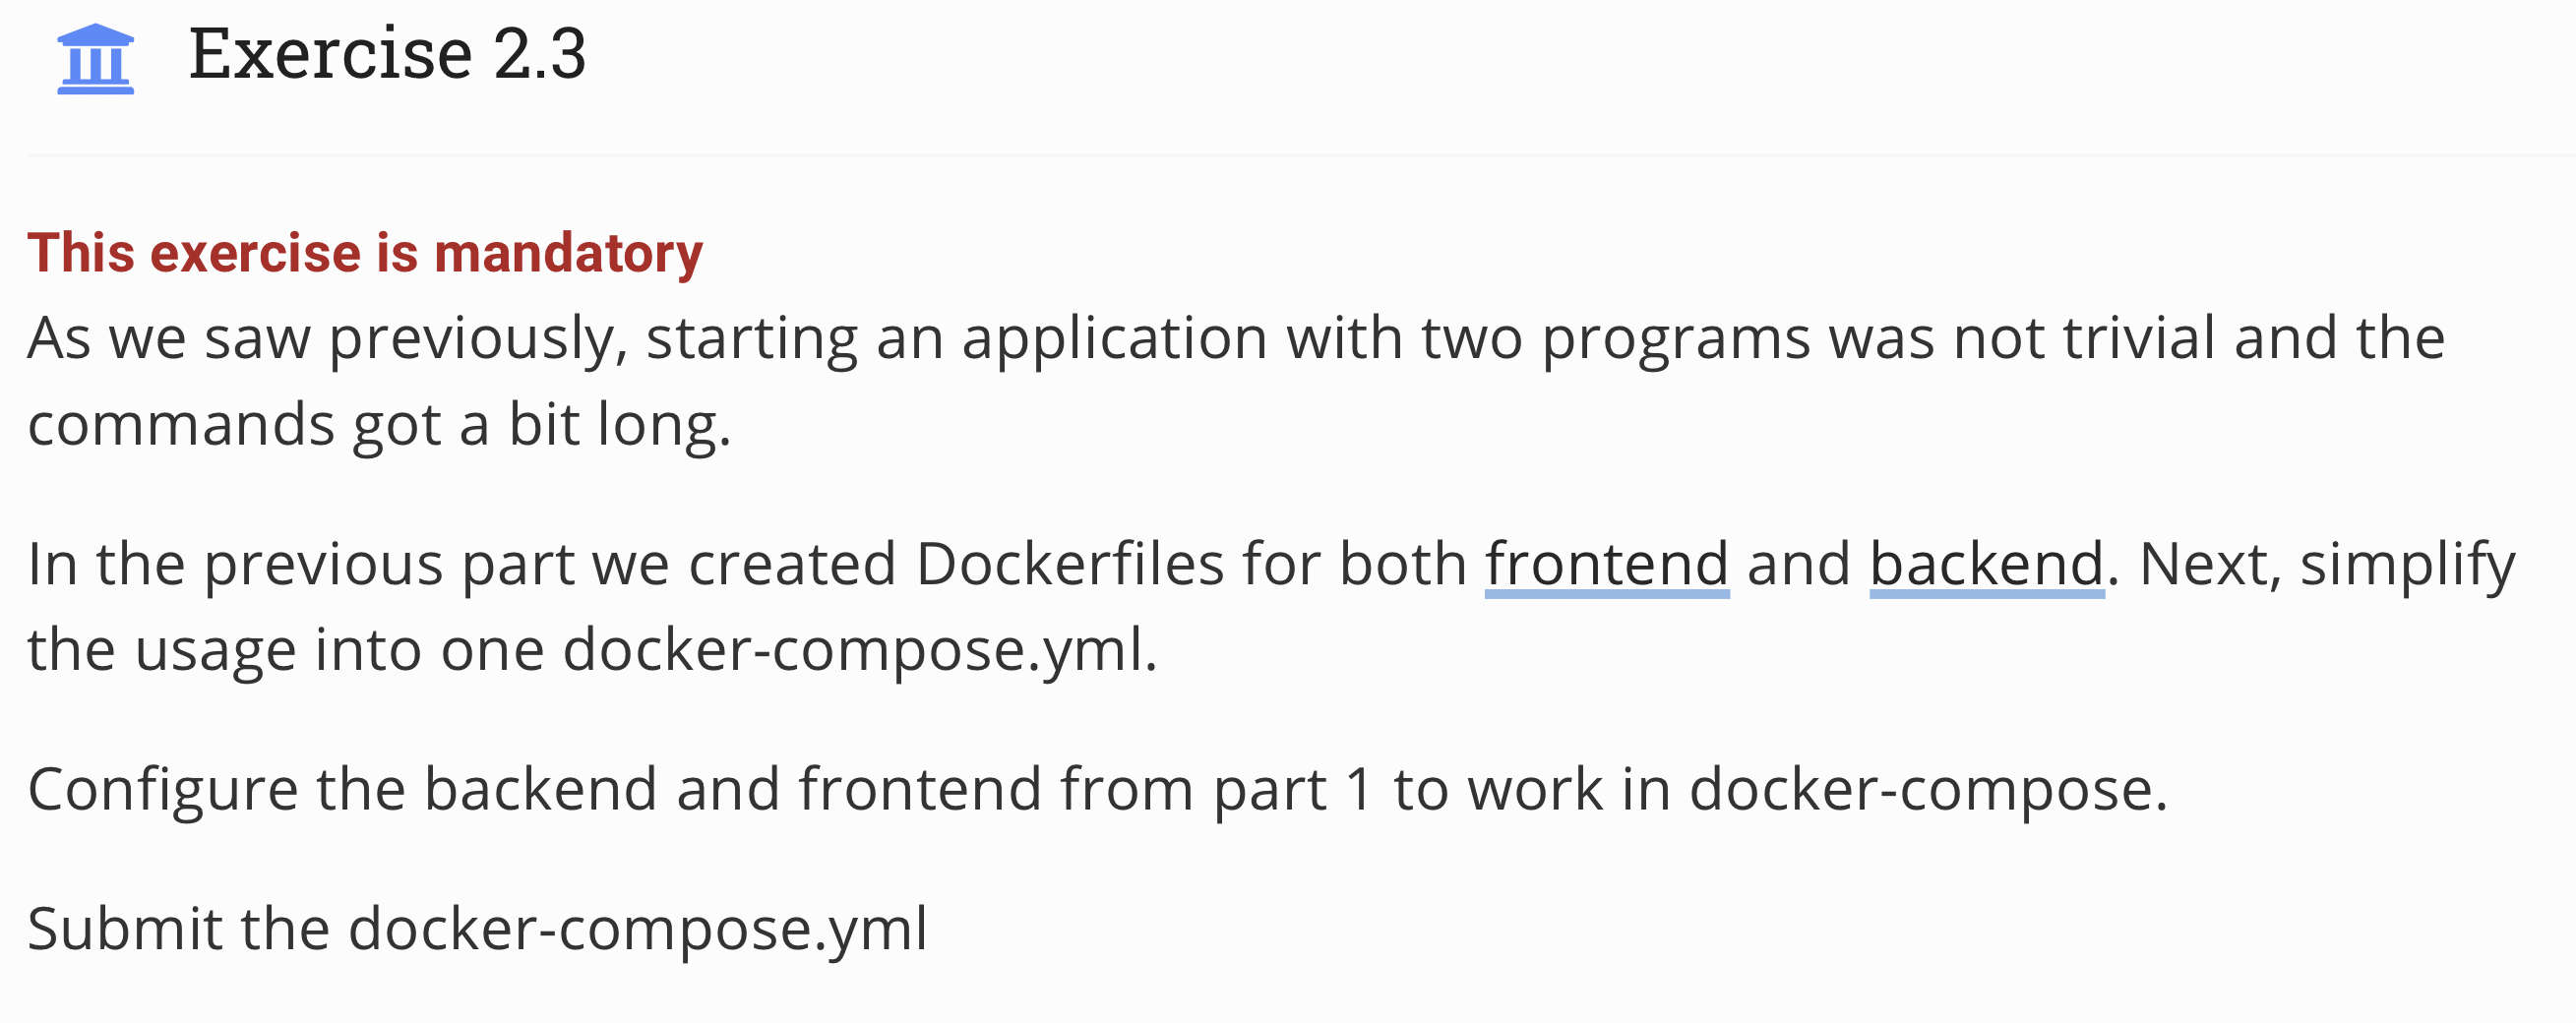 Exercise 2.3
This exercise is mandatory
As we saw previously, starting an application with two programs was not trivial and the
commands got a bit long.
In the previous part we created Dockerfiles for both frontend and backend. Next, simplify
the usage into one docker-compose.yml.
Configure the backend and frontend from part 1 to work in docker-compose.
Submit the docker-compose.yml